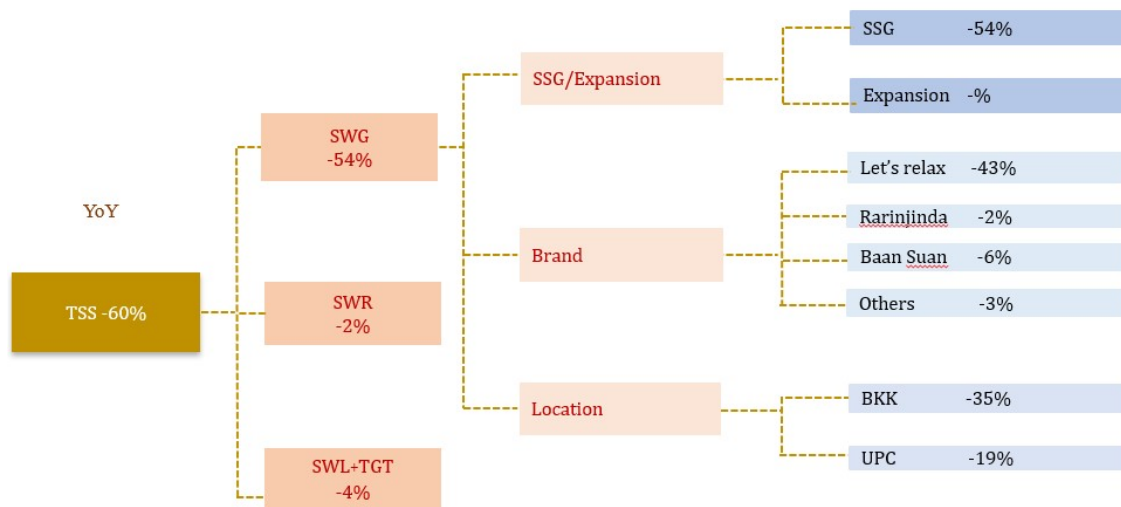 YoY
TSS -60%
SWG
-54%
SWR
-2%
SWL+TGT
-4%
SSG/Expansion
Brand
Location
SSG -54%
Expansion -%
Let's relax -43%
Rarinjinda -2%
Baan Suan -6%
Others -3%
BKK -35%
UPC -19%